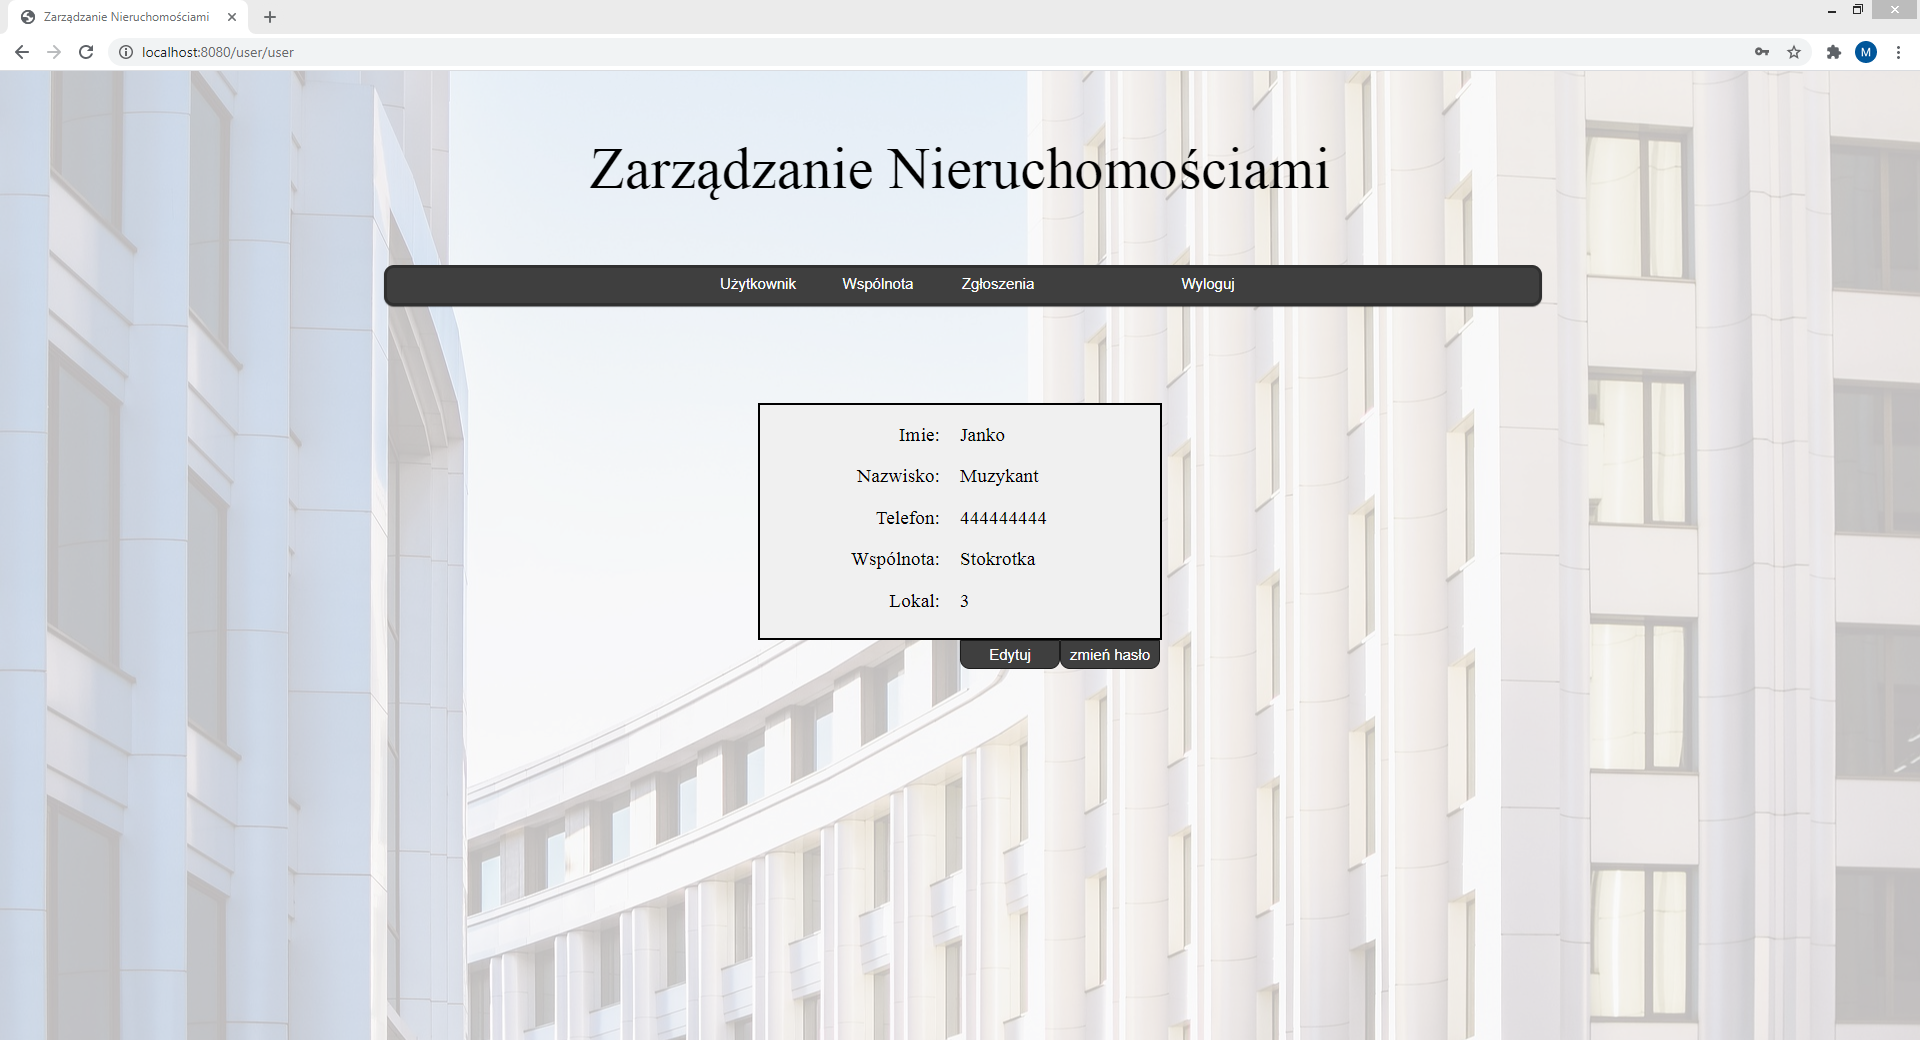 Zarządzanie Nieruchomościami
localhost:8080/user/user
M
Zarządzanie Nieruchomościami
Użytkownik Wspólnota Zgłoszenia Wyloguj
Imie: Janko
Nazwisko: Muzykant
Telefon: 444444444
Wspólnota: Stokrotka
Lokal: 3
Edytuj zmień hasło